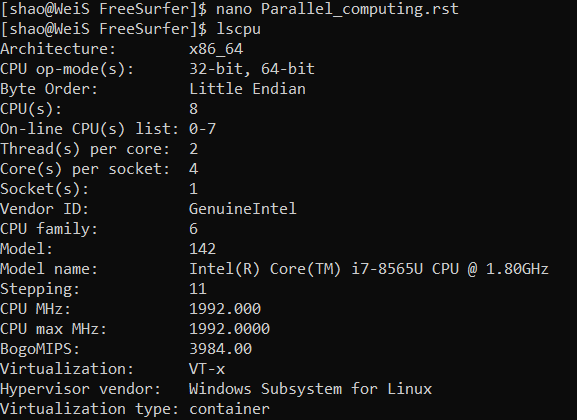 [shao@WeiS FreeSurfer]$ nano Parallel_computing.rst
[shao@WeiS FreeSurfer]$ lscpu
Architecture:        x86_64
CPU op-mode(s):      32-bit, 64-bit
Byte Order:          Little Endian
CPU(s):              8
On-line CPU(s) list: 0-7
Thread(s) per core:  2
Core(s) per socket:  4
Socket(s):           1
Vendor ID:           GenuineIntel
CPU family:          6
Model:               142
Model name:          Intel(R) Core(TM) i7-8565U CPU @ 1.80GHz
Stepping:            11
CPU MHz:             1992.000
CPU max MHz:         1992.0000
BogoMIPS:            3984.00
Virtualization:      VT-x
Hypervisor vendor:   Windows Subsystem for Linux
Virtualization type: container